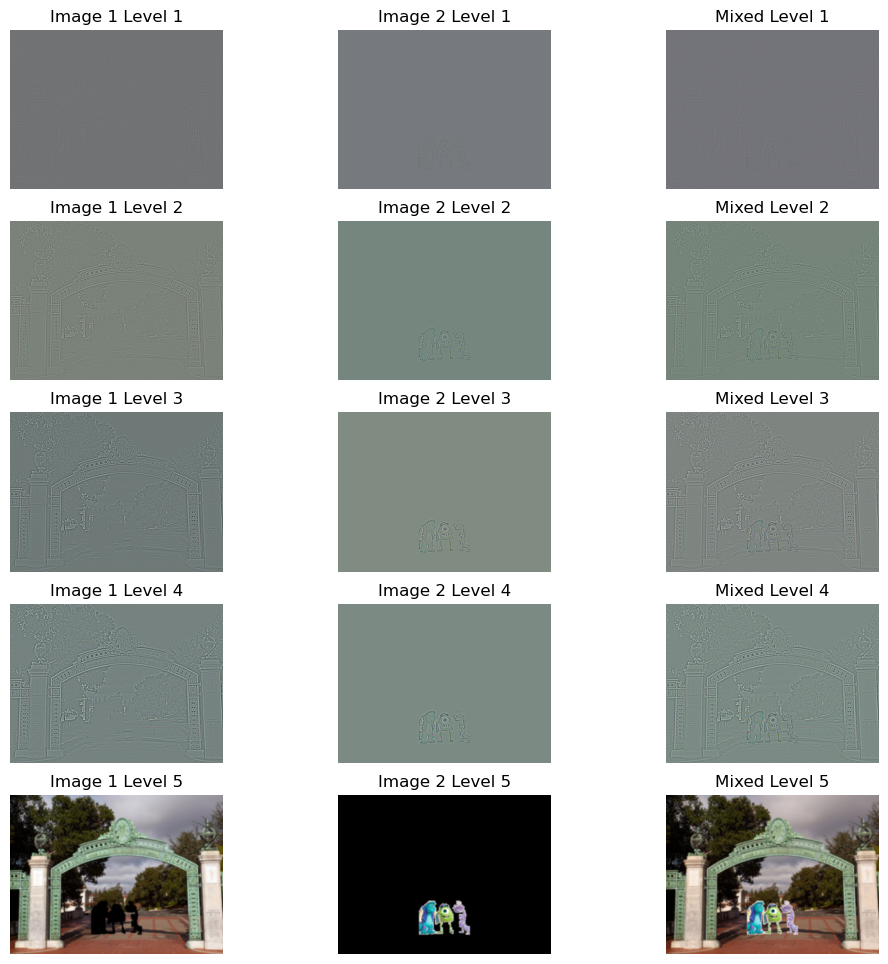 Image 1 Level 1
Image 2 Level 1
Mixed Level 1
Image 1 Level 2
Image 2 Level 2
Mixed Level 2
Image 1 Level 3
Image 2 Level 3
Mixed Level 3
Image 1 Level 4
Image 2 Level 4
Mixed Level 4
Image 1 Level 5
Image 2 Level 5
Mixed Level 5